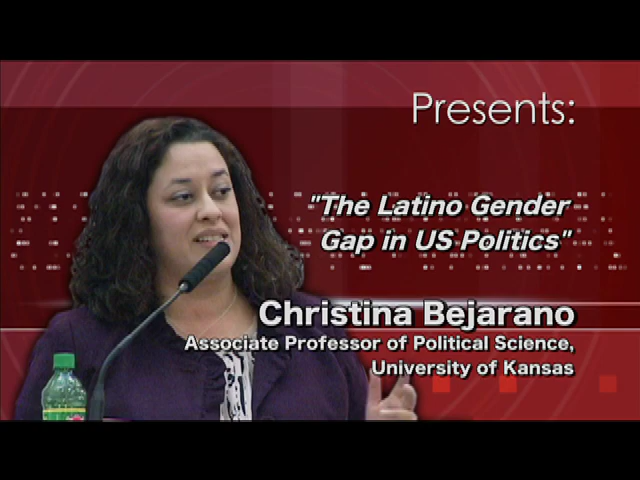 Presents:
"The Latino Gender
Gap in US Politics"
Christina Bejarano
Associate Professor of Political Science,
University of Kansas